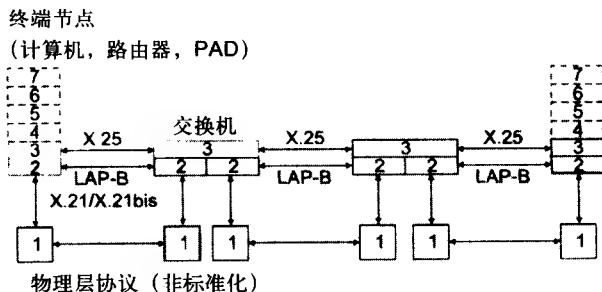 终端节点
(计算机，路由器，PAD)
7
6
5
4
3
2
X.25
LAP-B
X.21/X.21bis
交换机
3
2 2
X.25
LAP-B
3
2 2
X.25
LAP-B
7
6
5
4
3
2
1 1 1 1 1 1
物理层协议（非标准化）